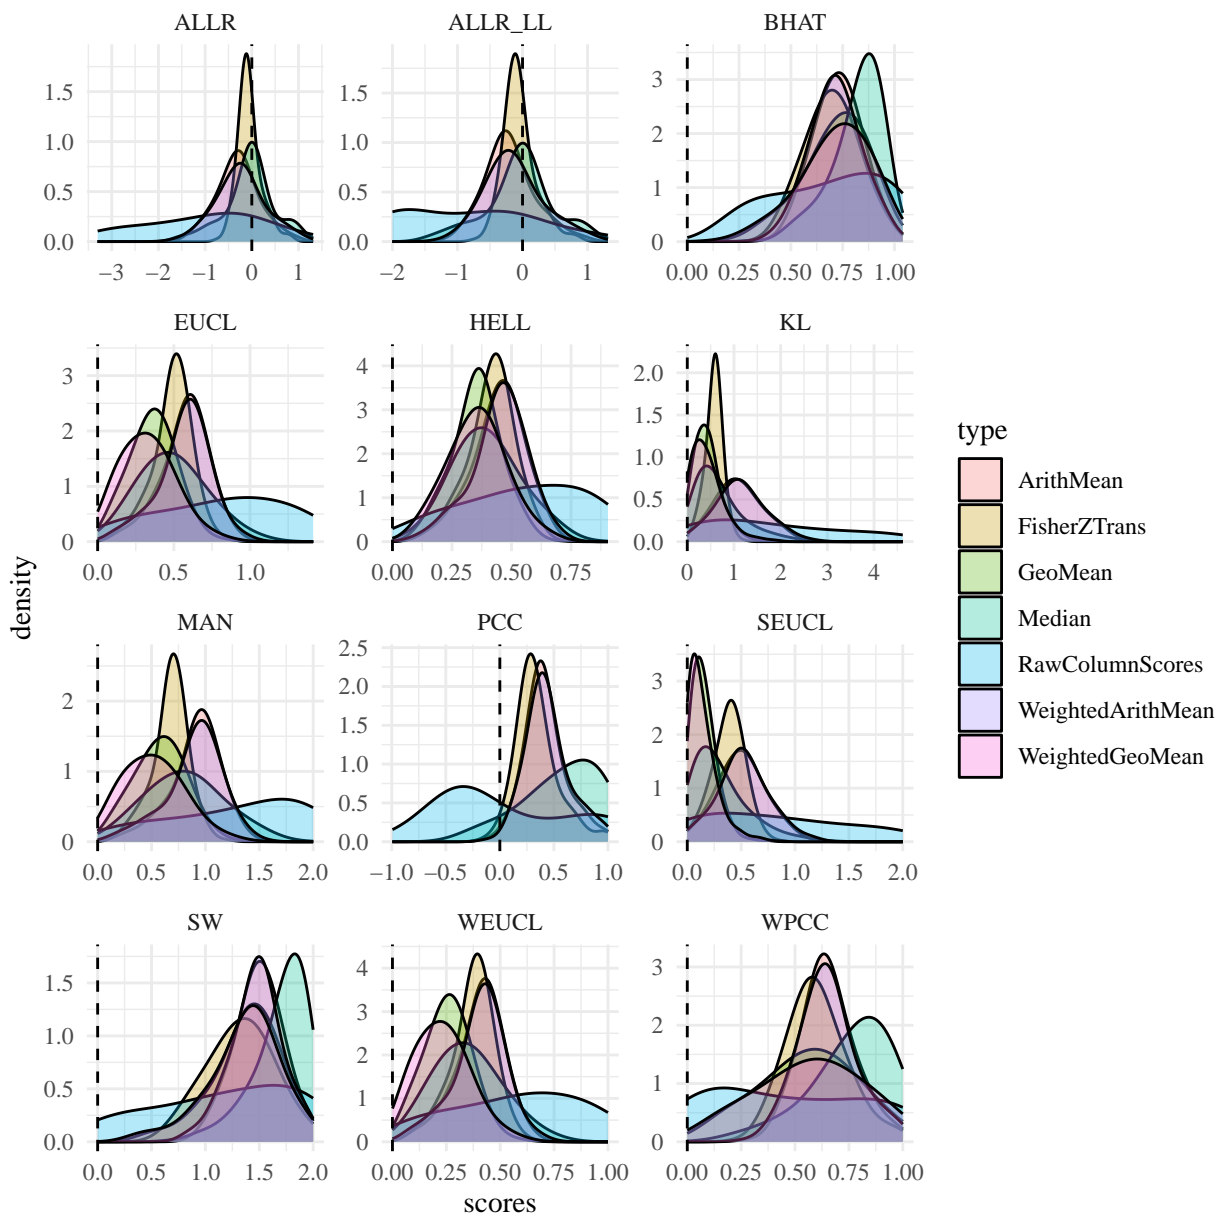 ALLR
ALLR_LL
BHAT
0.0
0.5
1.0
1.5
−3 −2 −1 0 1
0.0
0.5
1.0
1.5
−2 −1 0 1
0
1
2
3
0.00 0.25 0.50 0.75 1.00
EUCL
HELL
KL
0
1
2
3
0.0 0.5 1.0
0
1
2
3
4
0.00 0.25 0.50 0.75
0.0
0.5
1.0
1.5
2.0
0 1 2 3 4
MAN
PCC
SEUCL
0
1
2
0.0 0.5 1.0 1.5 2.0
0.0
0.5
1.0
1.5
2.0
2.5
−1.0 −0.5 0.0 0.5 1.0
0
1
2
3
0.0 0.5 1.0 1.5 2.0
SW
WEUCL
WPCC
0.0
0.5
1.0
1.5
0.0 0.5 1.0 1.5 2.0
0
1
2
3
4
0.00 0.25 0.50 0.75 1.00
0
1
2
3
0.00 0.25 0.50 0.75 1.00
scores
density
type
ArithMean
FisherZTrans
GeoMean
Median
RawColumnScores
WeightedArithMean
WeightedGeoMean